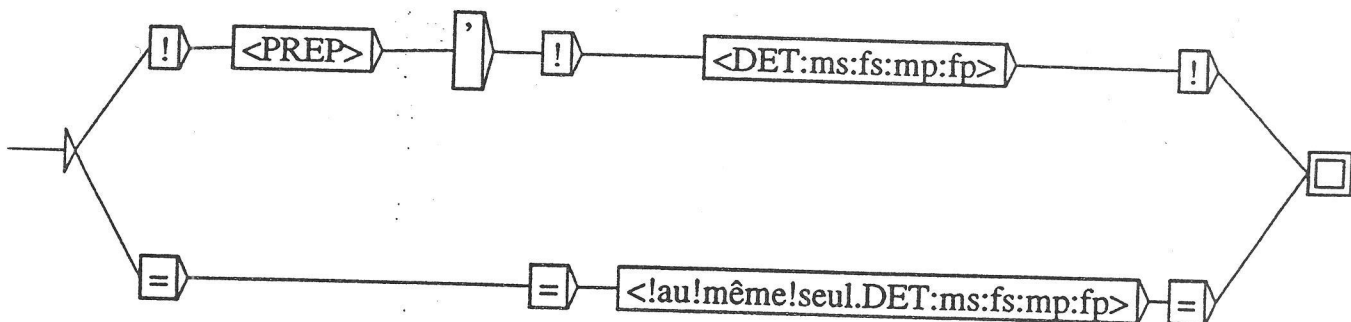 ! <PREP> ' ! <DET:ms:fs:mp:fp> !
= = <!au!même!seul.DET:ms:fs:mp:fp> =